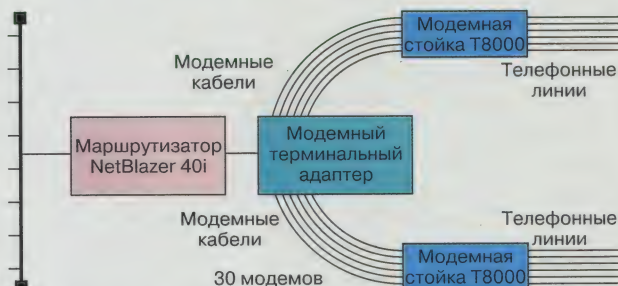 Модемная
стойка T8000
Модемные
кабели
Телефонные
линии
Маршрутизатор
NetBlazer 40i
Модемный
терминальный
адаптер
Модемные
кабели
Телефонные
линии
Модемная
стойка T8000
30 модемов